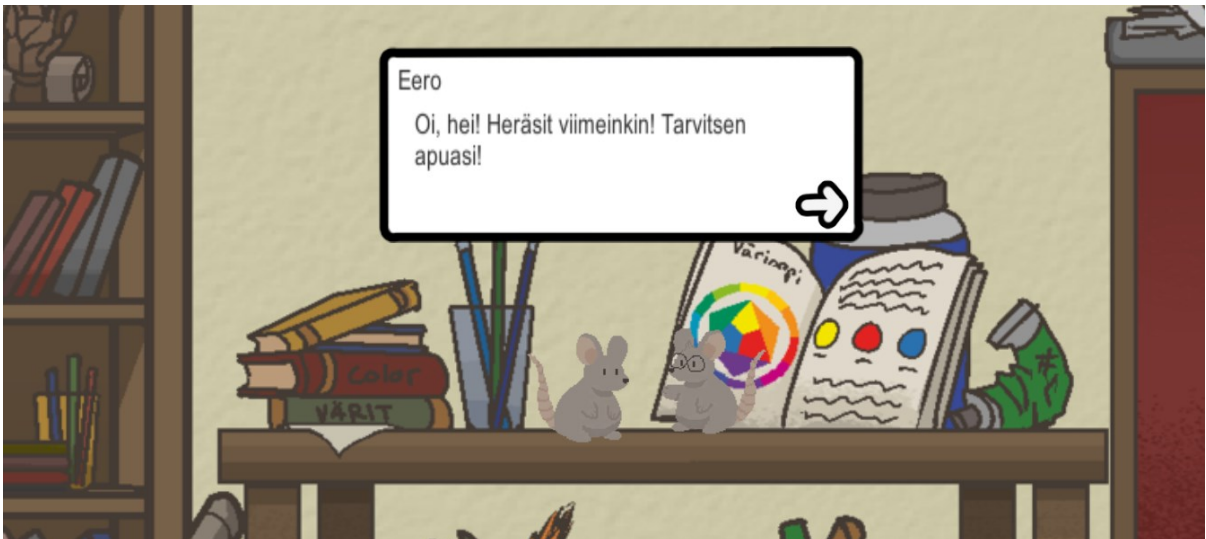 Eero
Oi, hei! Heräsit viimeinkin! Tarvitsen
apuasi!
Värioppi
Color
VÄRIT